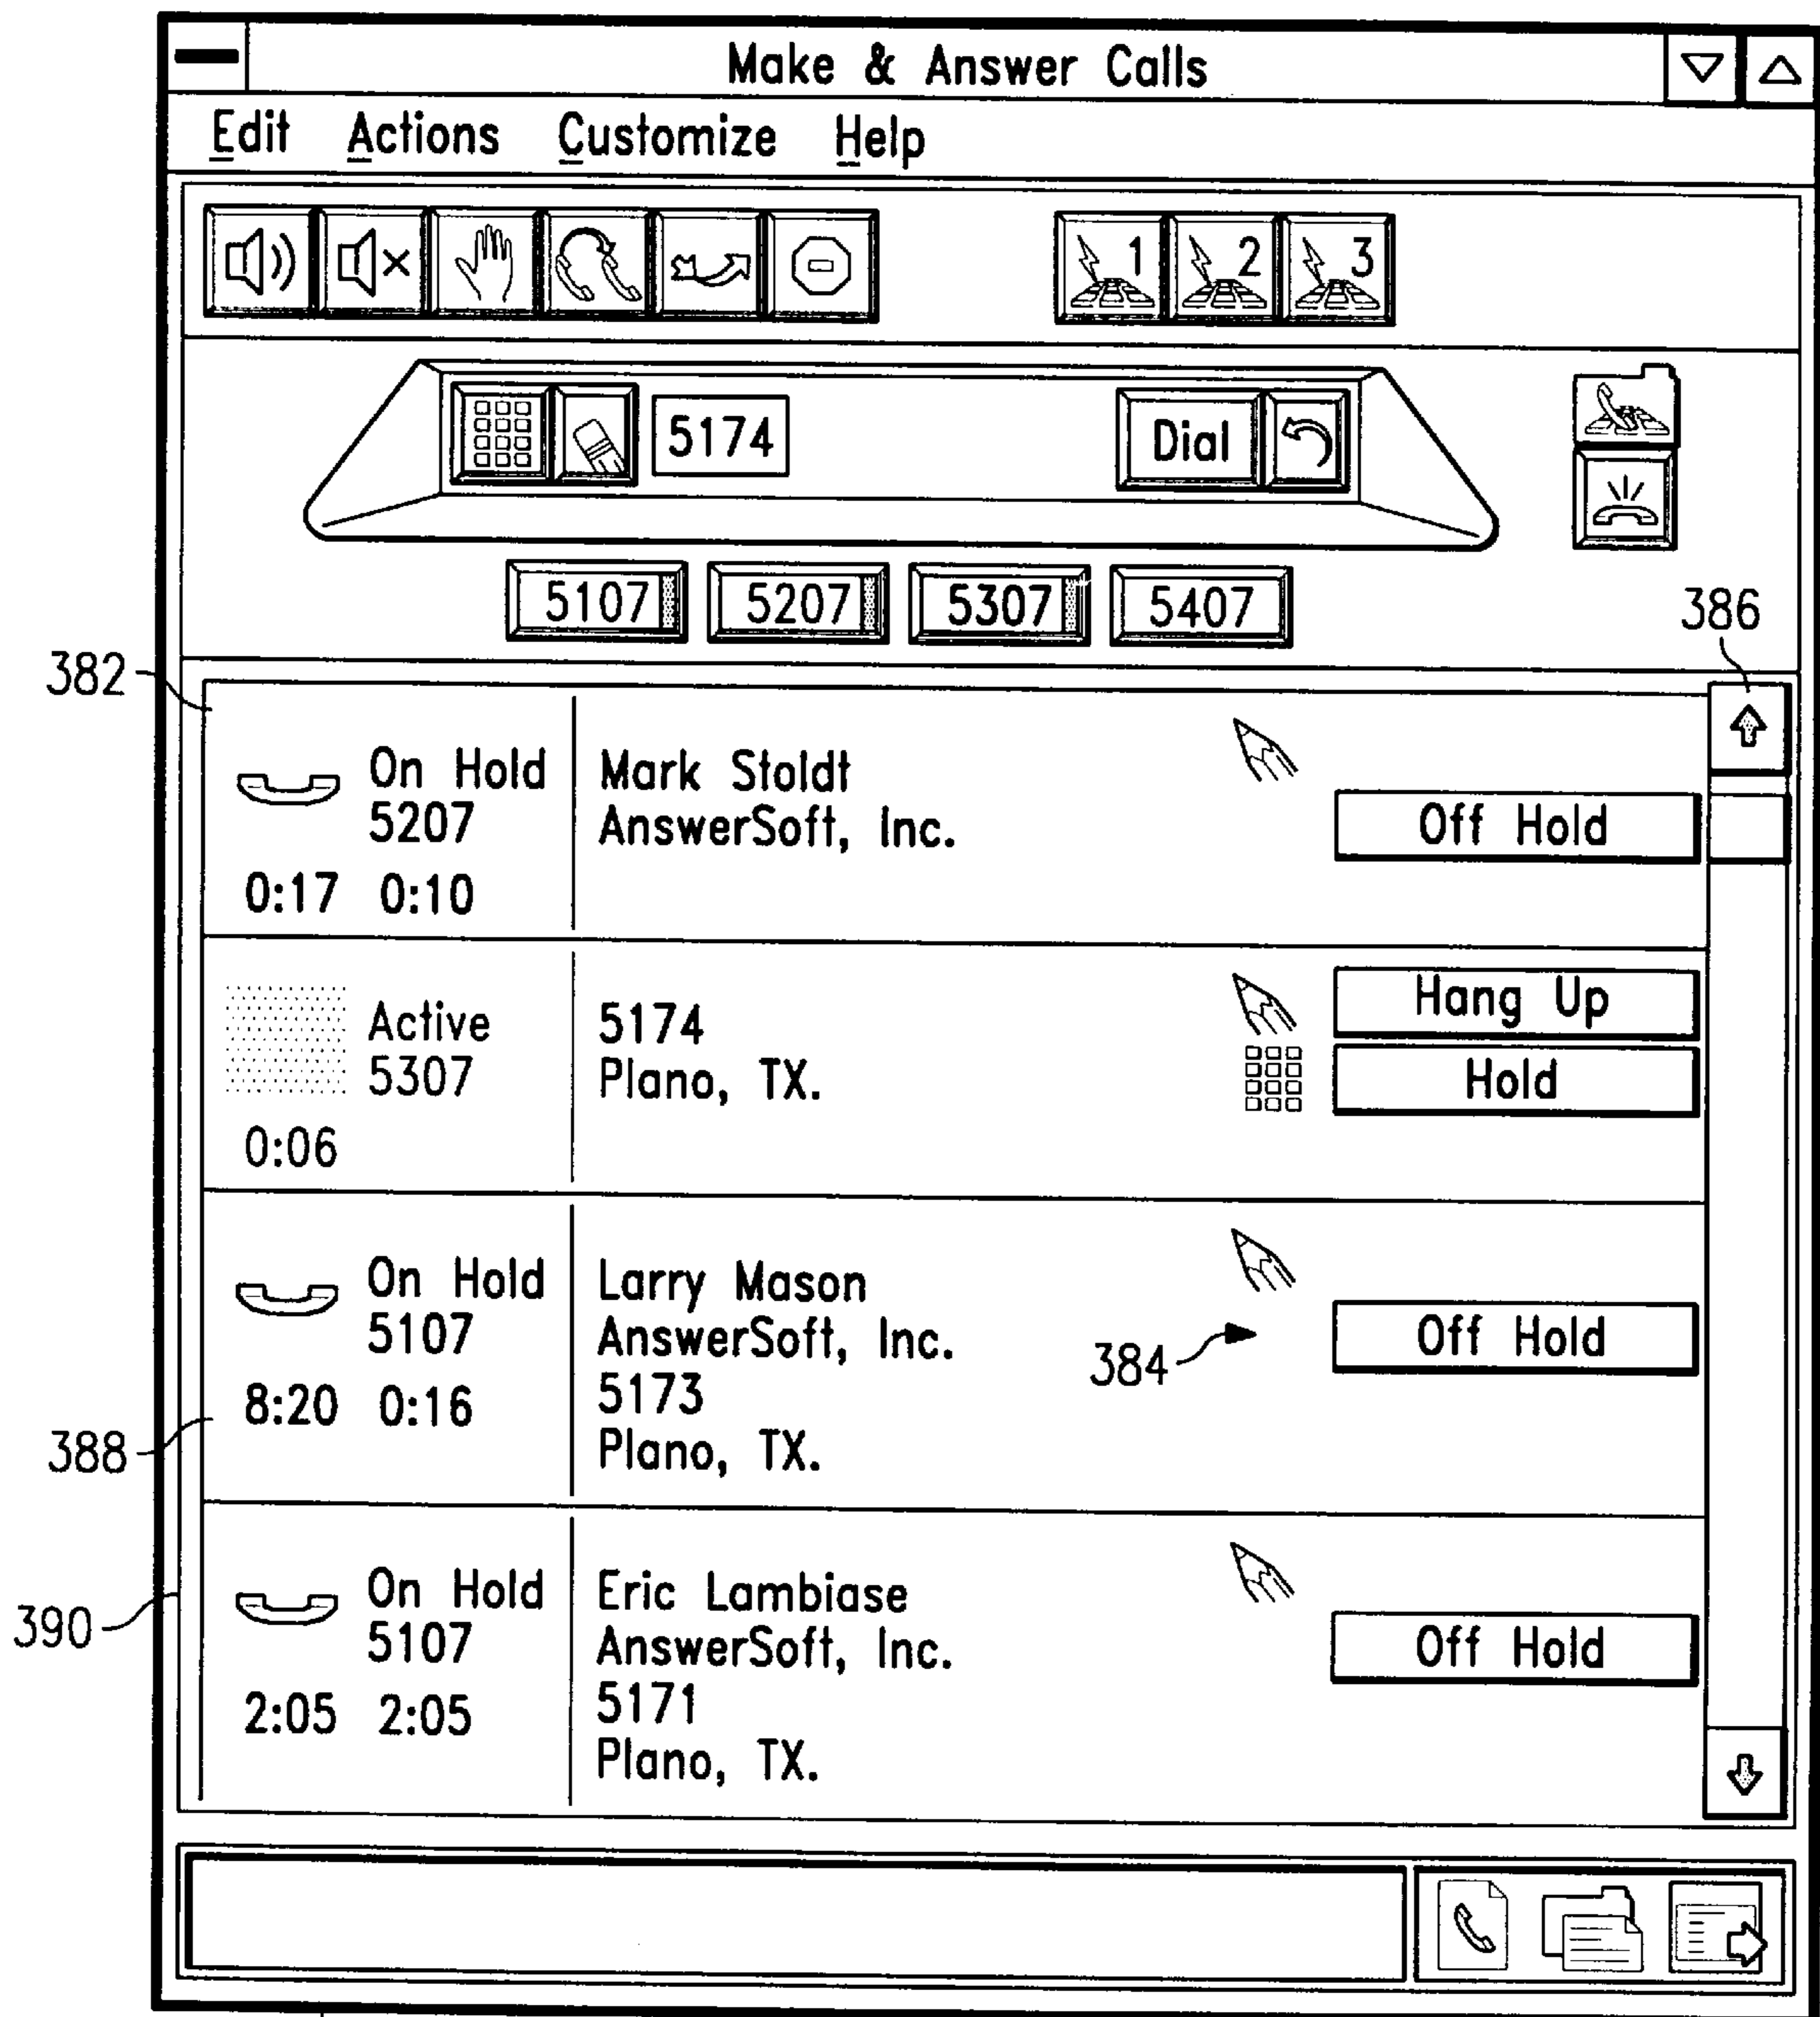 Make & Answer Calls
Edit Actions Customize Help
1 2 3
5174 Dial
5107 5207 5307 5407
386
382
On Hold
5207
0:17 0:10
Mark Stoldt
AnswerSoft, Inc.
Off Hold
Active
5307
0:06
5174
Plano, TX.
Hang Up
Hold
On Hold
5107
8:20 0:16
Larry Mason
AnswerSoft, Inc.
5173
Plano, TX.
384
Off Hold
388
On Hold
5107
2:05 2:05
Eric Lambiase
AnswerSoft, Inc.
5171
Plano, TX.
Off Hold
390